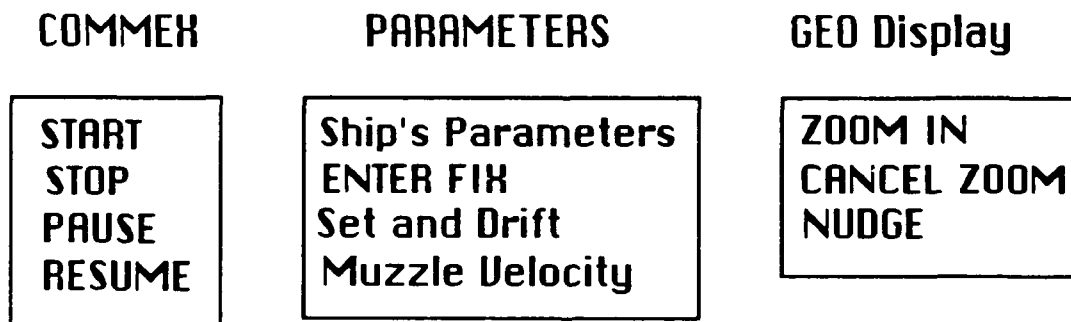 COMMEX
START
STOP
PAUSE
RESUME
PARAMETERS
Ship's Parameters
ENTER FIX
Set and Drift
Muzzle Velocity
GEO Display
ZOOM IN
CANCEL ZOOM
NUDGE